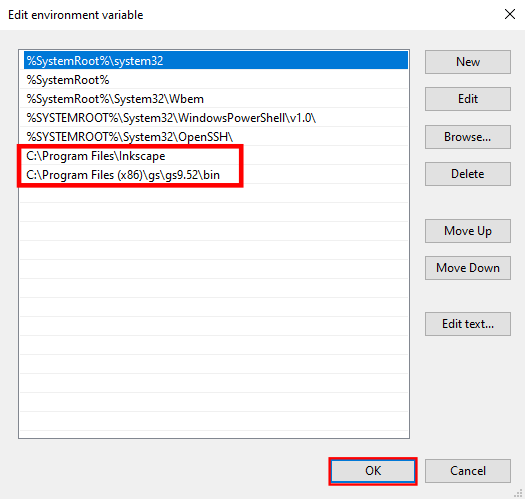 Edit environment variable
%SystemRoot%\system32
%SystemRoot%
%SystemRoot%\System32\Wbem
%SYSTEMROOT%\System32\WindowsPowerShell\v1.0\
%SYSTEMROOT%\System32\OpenSSH\
C:\Program Files\Inkscape
C:\Program Files (x86)\gs\gs9.52\bin
New
Edit
Browse...
Delete
Move Up
Move Down
Edit text...
OK
Cancel